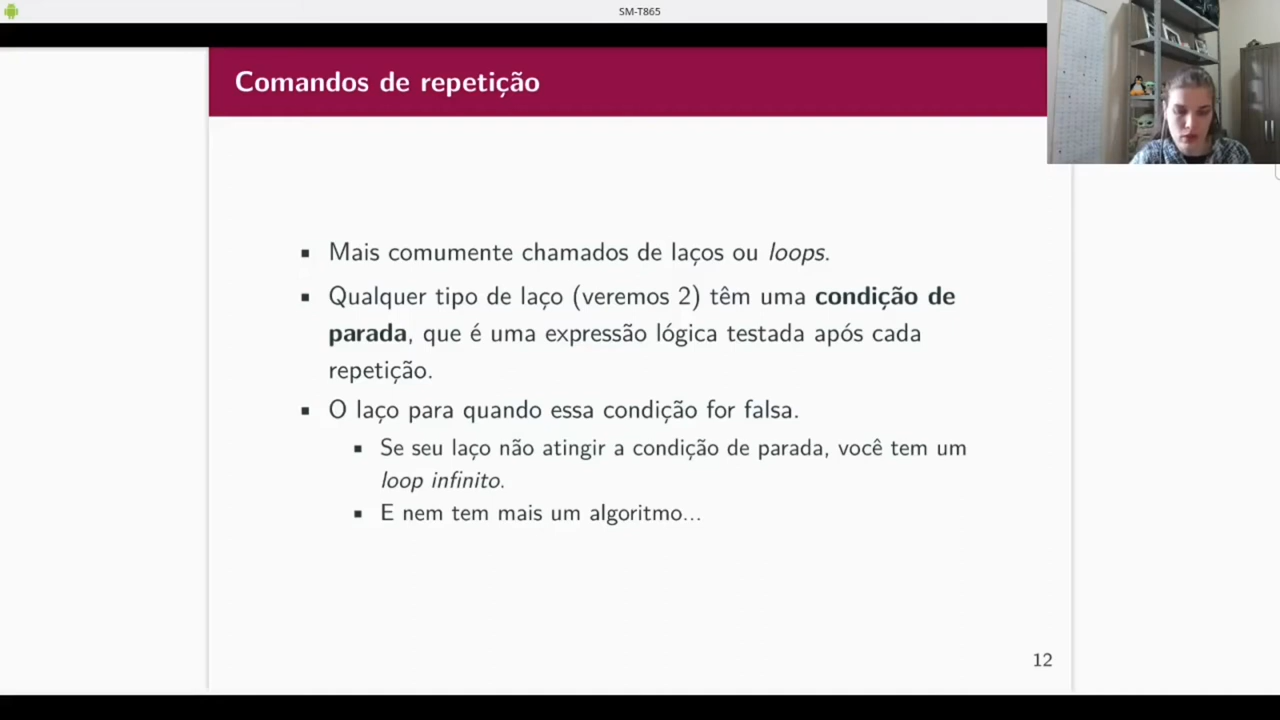 SM-T865
Comandos de repetição
▪ Mais comumente chamados de laços ou loops.
▪ Qualquer tipo de laço (veremos 2) têm uma condição de
parada, que é uma expressão lógica testada após cada
repetição.
▪ O laço para quando essa condição for falsa.
▪ Se seu laço não atingir a condição de parada, você tem um
loop infinito.
▪ E nem tem mais um algoritmo...
12